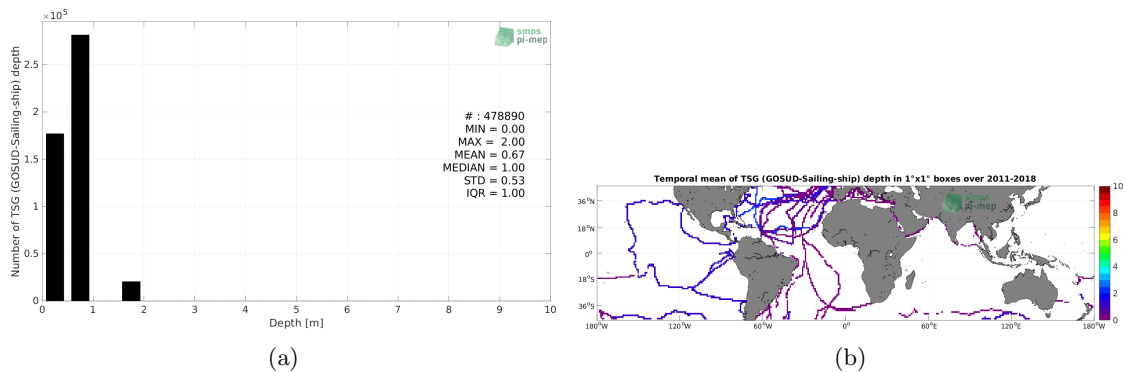 ×10⁵
smos
pi-mep
2.5
2
1.5
1
0.5
0
Number of TSG (GOSUD-Sailing-ship) depth
# : 478890
MIN = 0.00
MAX = 2.00
MEAN = 0.67
MEDIAN = 1.00
STD = 0.53
IQR = 1.00
0 1 2 3 4 5 6 7 8 9 10
Depth [m]
(a)
Temporal mean of TSG (GOSUD-Sailing-ship) depth in 1°x1° boxes over 2011-2018
smos
pi-mep
36°N
18°N
0°
18°S
36°S
180°W 120°W 60°W 0° 60°E 120°E 180°W
10
8
6
4
2
0
(b)